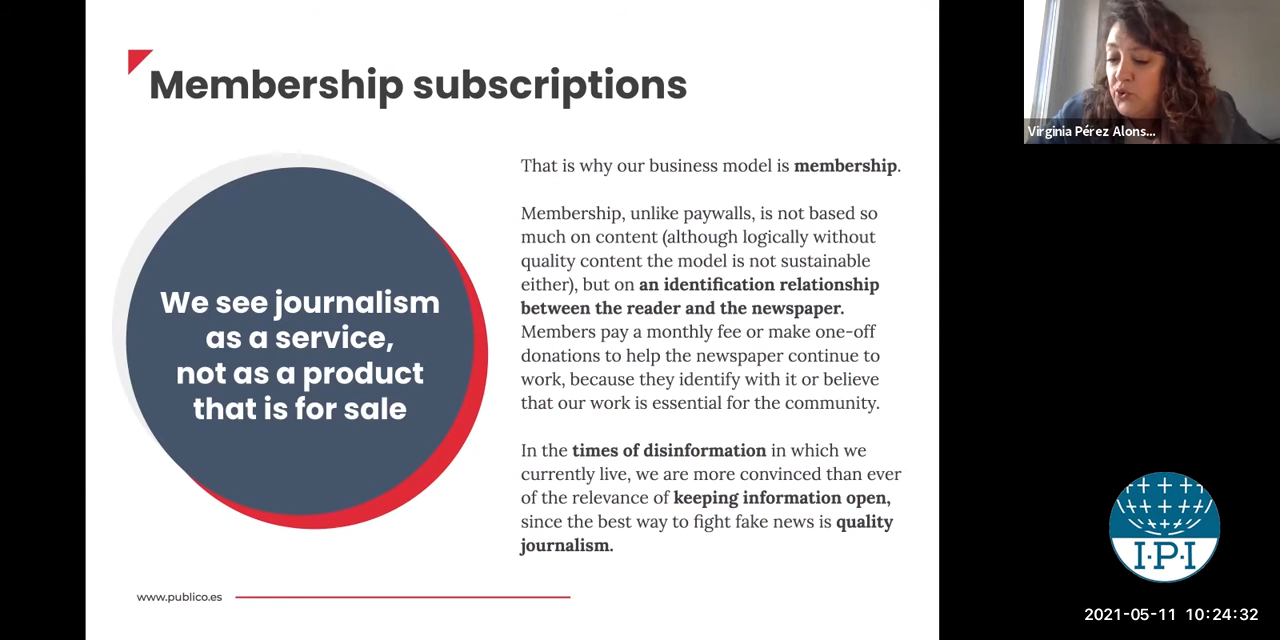 Membership subscriptions
We see journalism
as a service,
not as a product
that is for sale
That is why our business model is membership.
Membership, unlike paywalls, is not based so
much on content (although logically without
quality content the model is not sustainable
either), but on an identification relationship
between the reader and the newspaper.
Members pay a monthly fee or make one-off
donations to help the newspaper continue to
work, because they identify with it or believe
that our work is essential for the community.
In the times of disinformation in which we
currently live, we are more convinced than ever
of the relevance of keeping information open,
since the best way to fight fake news is quality
journalism.
www.publico.es
Virginia Pérez Alons...
I·P·I
2021-05-11 10:24:32